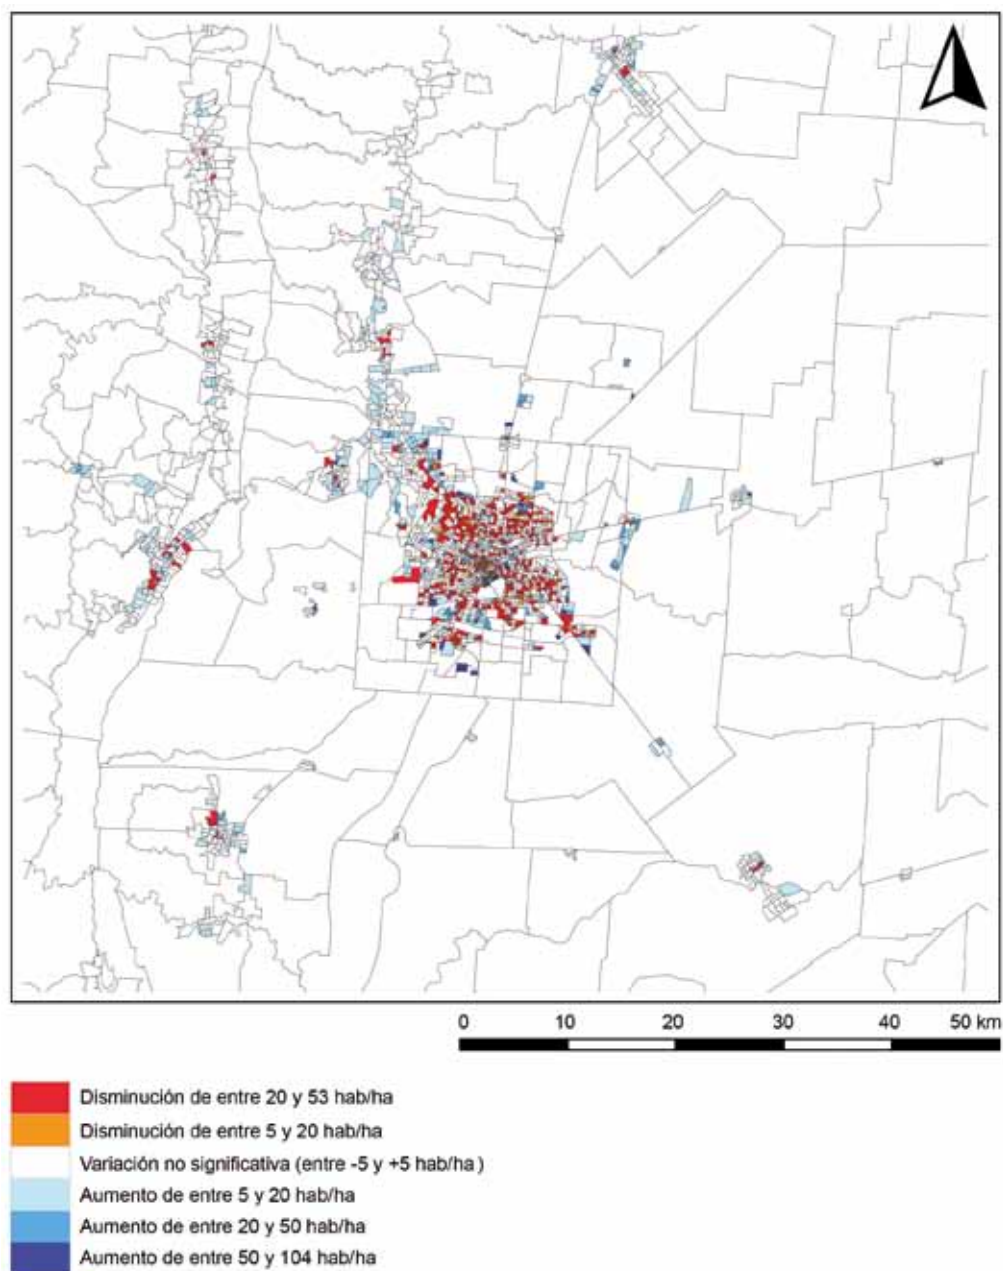 0 10 20 30 40 50 km
Disminución de entre 20 y 53 hab/ha
Disminución de entre 5 y 20 hab/ha
Variación no significativa (entre -5 y +5 hab/ha )
Aumento de entre 5 y 20 hab/ha
Aumento de entre 20 y 50 hab/ha
Aumento de entre 50 y 104 hab/ha